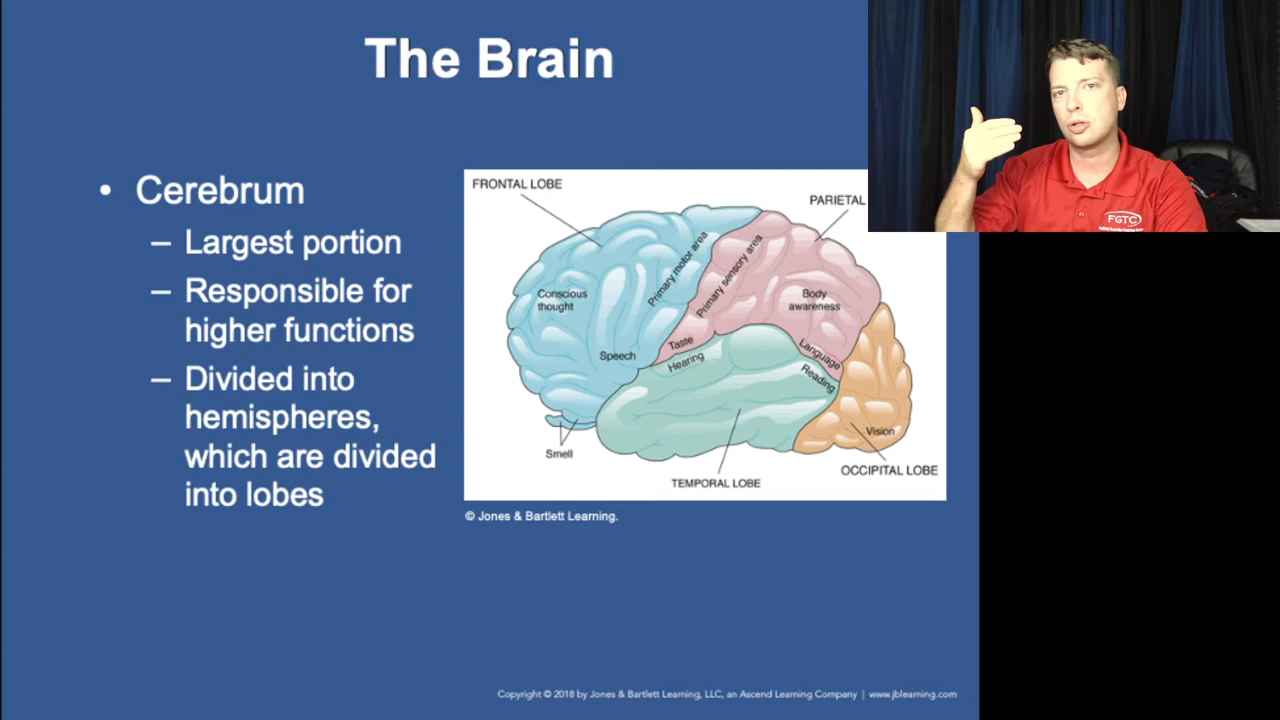 The Brain
• Cerebrum
– Largest portion
– Responsible for
higher functions
– Divided into
hemispheres,
which are divided
into lobes
FRONTAL LOBE
PARIETAL
Primary motor area
Primary sensory area
Conscious
thought
Body
awareness
Speech
Taste
Hearing
Language
Reading
Vision
Smell
OCCIPITAL LOBE
TEMPORAL LOBE
© Jones & Bartlett Learning.
FGTC
Copyright © 2018 by Jones & Bartlett Learning, LLC, an Ascend Learning Company | www.jblearning.com